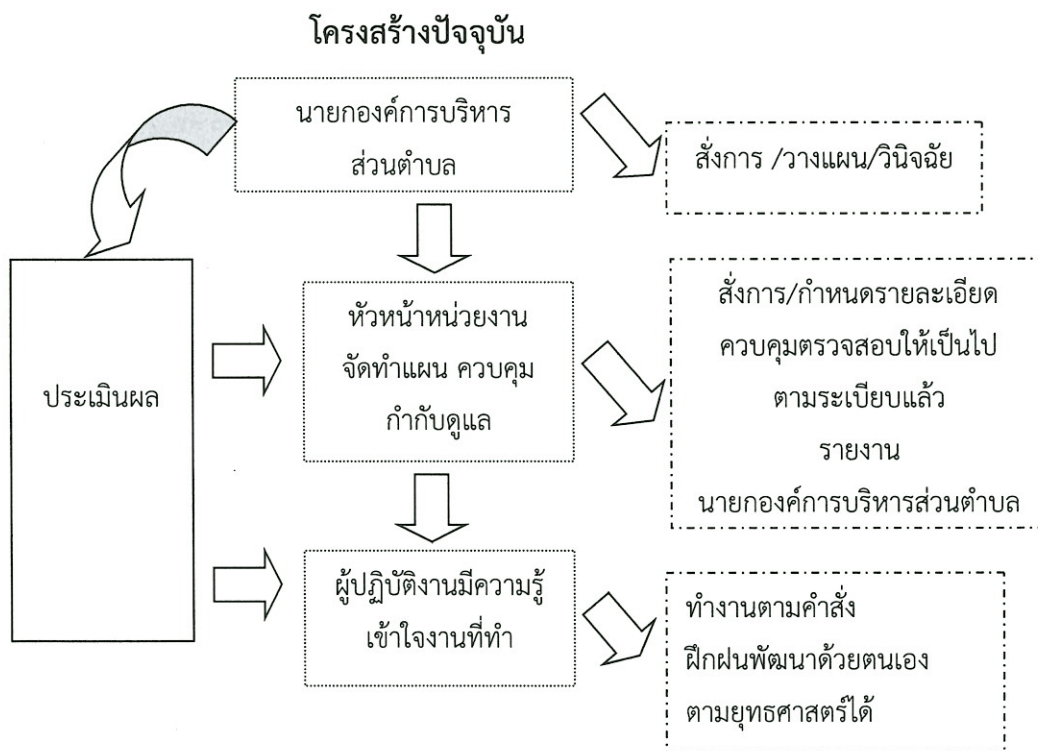 โครงสร้างปัจจุบัน
นายกองค์การบริหาร
ส่วนตำบล
สั่งการ /วางแผน/วินิจฉัย
ประเมินผล
หัวหน้าหน่วยงาน
จัดทำแผน ควบคุม
กำกับดูแล
สั่งการ/กำหนดรายละเอียด
ควบคุมตรวจสอบให้เป็นไป
ตามระเบียบแล้ว
รายงาน
นายกองค์การบริหารส่วนตำบล
ผู้ปฏิบัติงานมีความรู้
เข้าใจงานที่ทำ
ทำงานตามคำสั่ง
ฝึกฝนพัฒนาด้วยตนเอง
ตามยุทธศาสตร์ได้